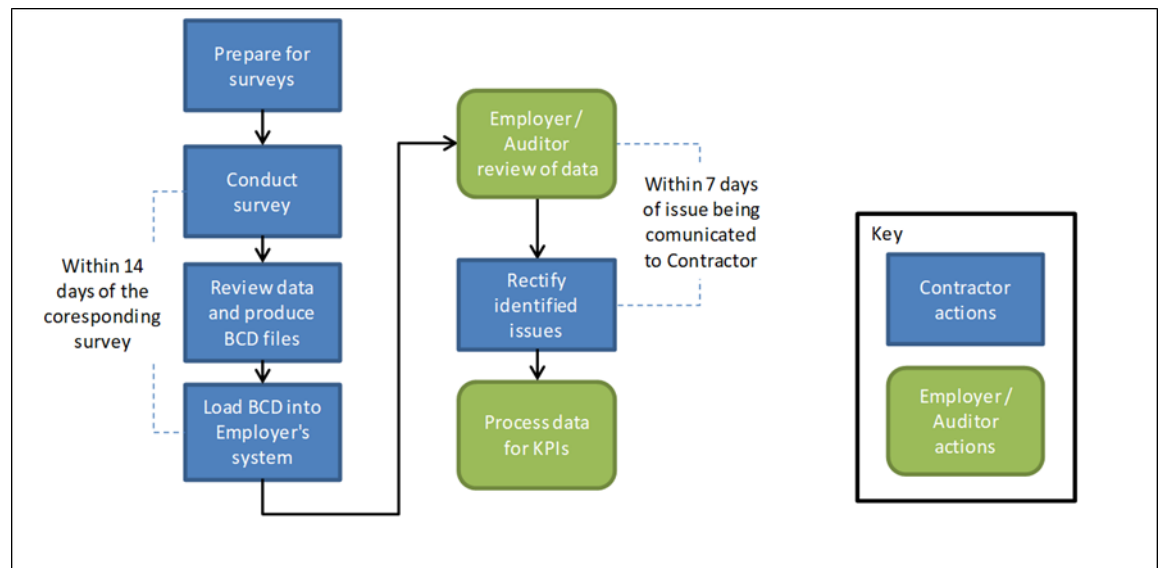 Prepare for
surveys
Conduct
survey
Within 14
days of the
coresponding
survey
Review data
and produce
BCD files
Load BCD into
Employer's
system
Employer /
Auditor
review of data
Within 7 days
of issue being
comunicated
to Contractor
Rectify
identified
issues
Process data
for KPIs
Key
Contractor
actions
Employer /
Auditor
actions